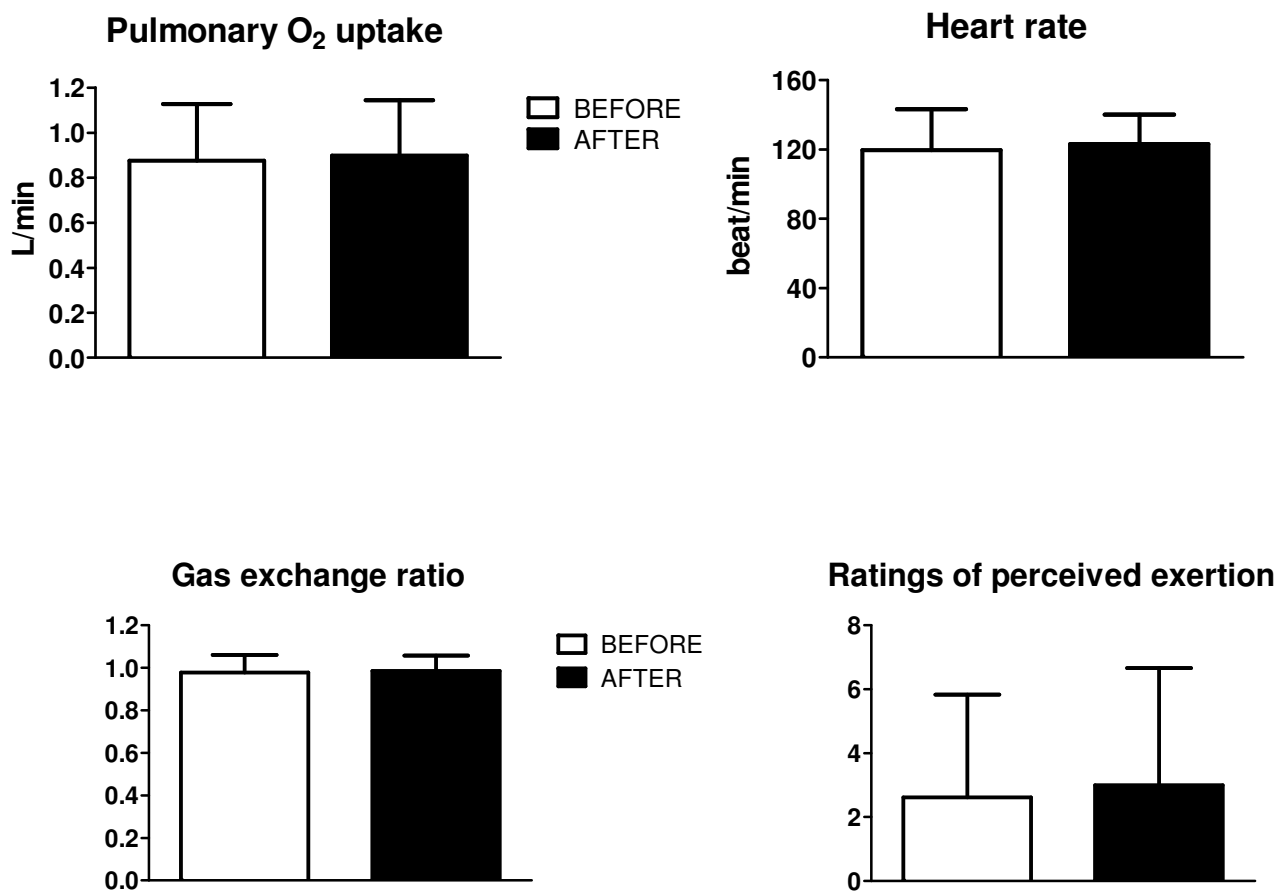 Pulmonary O₂ uptake
1.2
1.0
0.8
0.6
0.4
0.2
0.0
L/min
BEFORE
AFTER
Heart rate
160
120
80
40
0
beat/min
Gas exchange ratio
1.2
1.0
0.8
0.6
0.4
0.2
0.0
BEFORE
AFTER
Ratings of perceived exertion
8
6
4
2
0